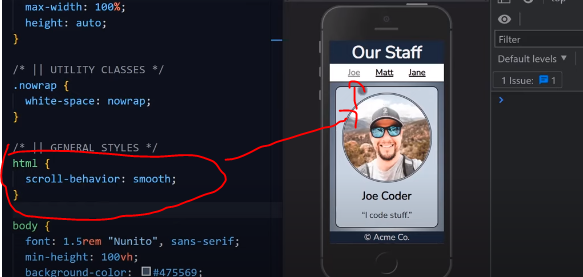 max-width: 100%;
height: auto;
}
/* || UTILITY CLASSES */
.nowrap {
white-space: nowrap;
}
/* || GENERAL STYLES */
html {
scroll-behavior: smooth;
}
body {
font: 1.5rem "Nunito", sans-serif;
min-height: 100vh;
background-color: #475569;
Our Staff
Joe Matt Jane
Joe Coder
"I code stuff."
© Acme Co.
Filter
Default levels ▼
1 Issue: 1